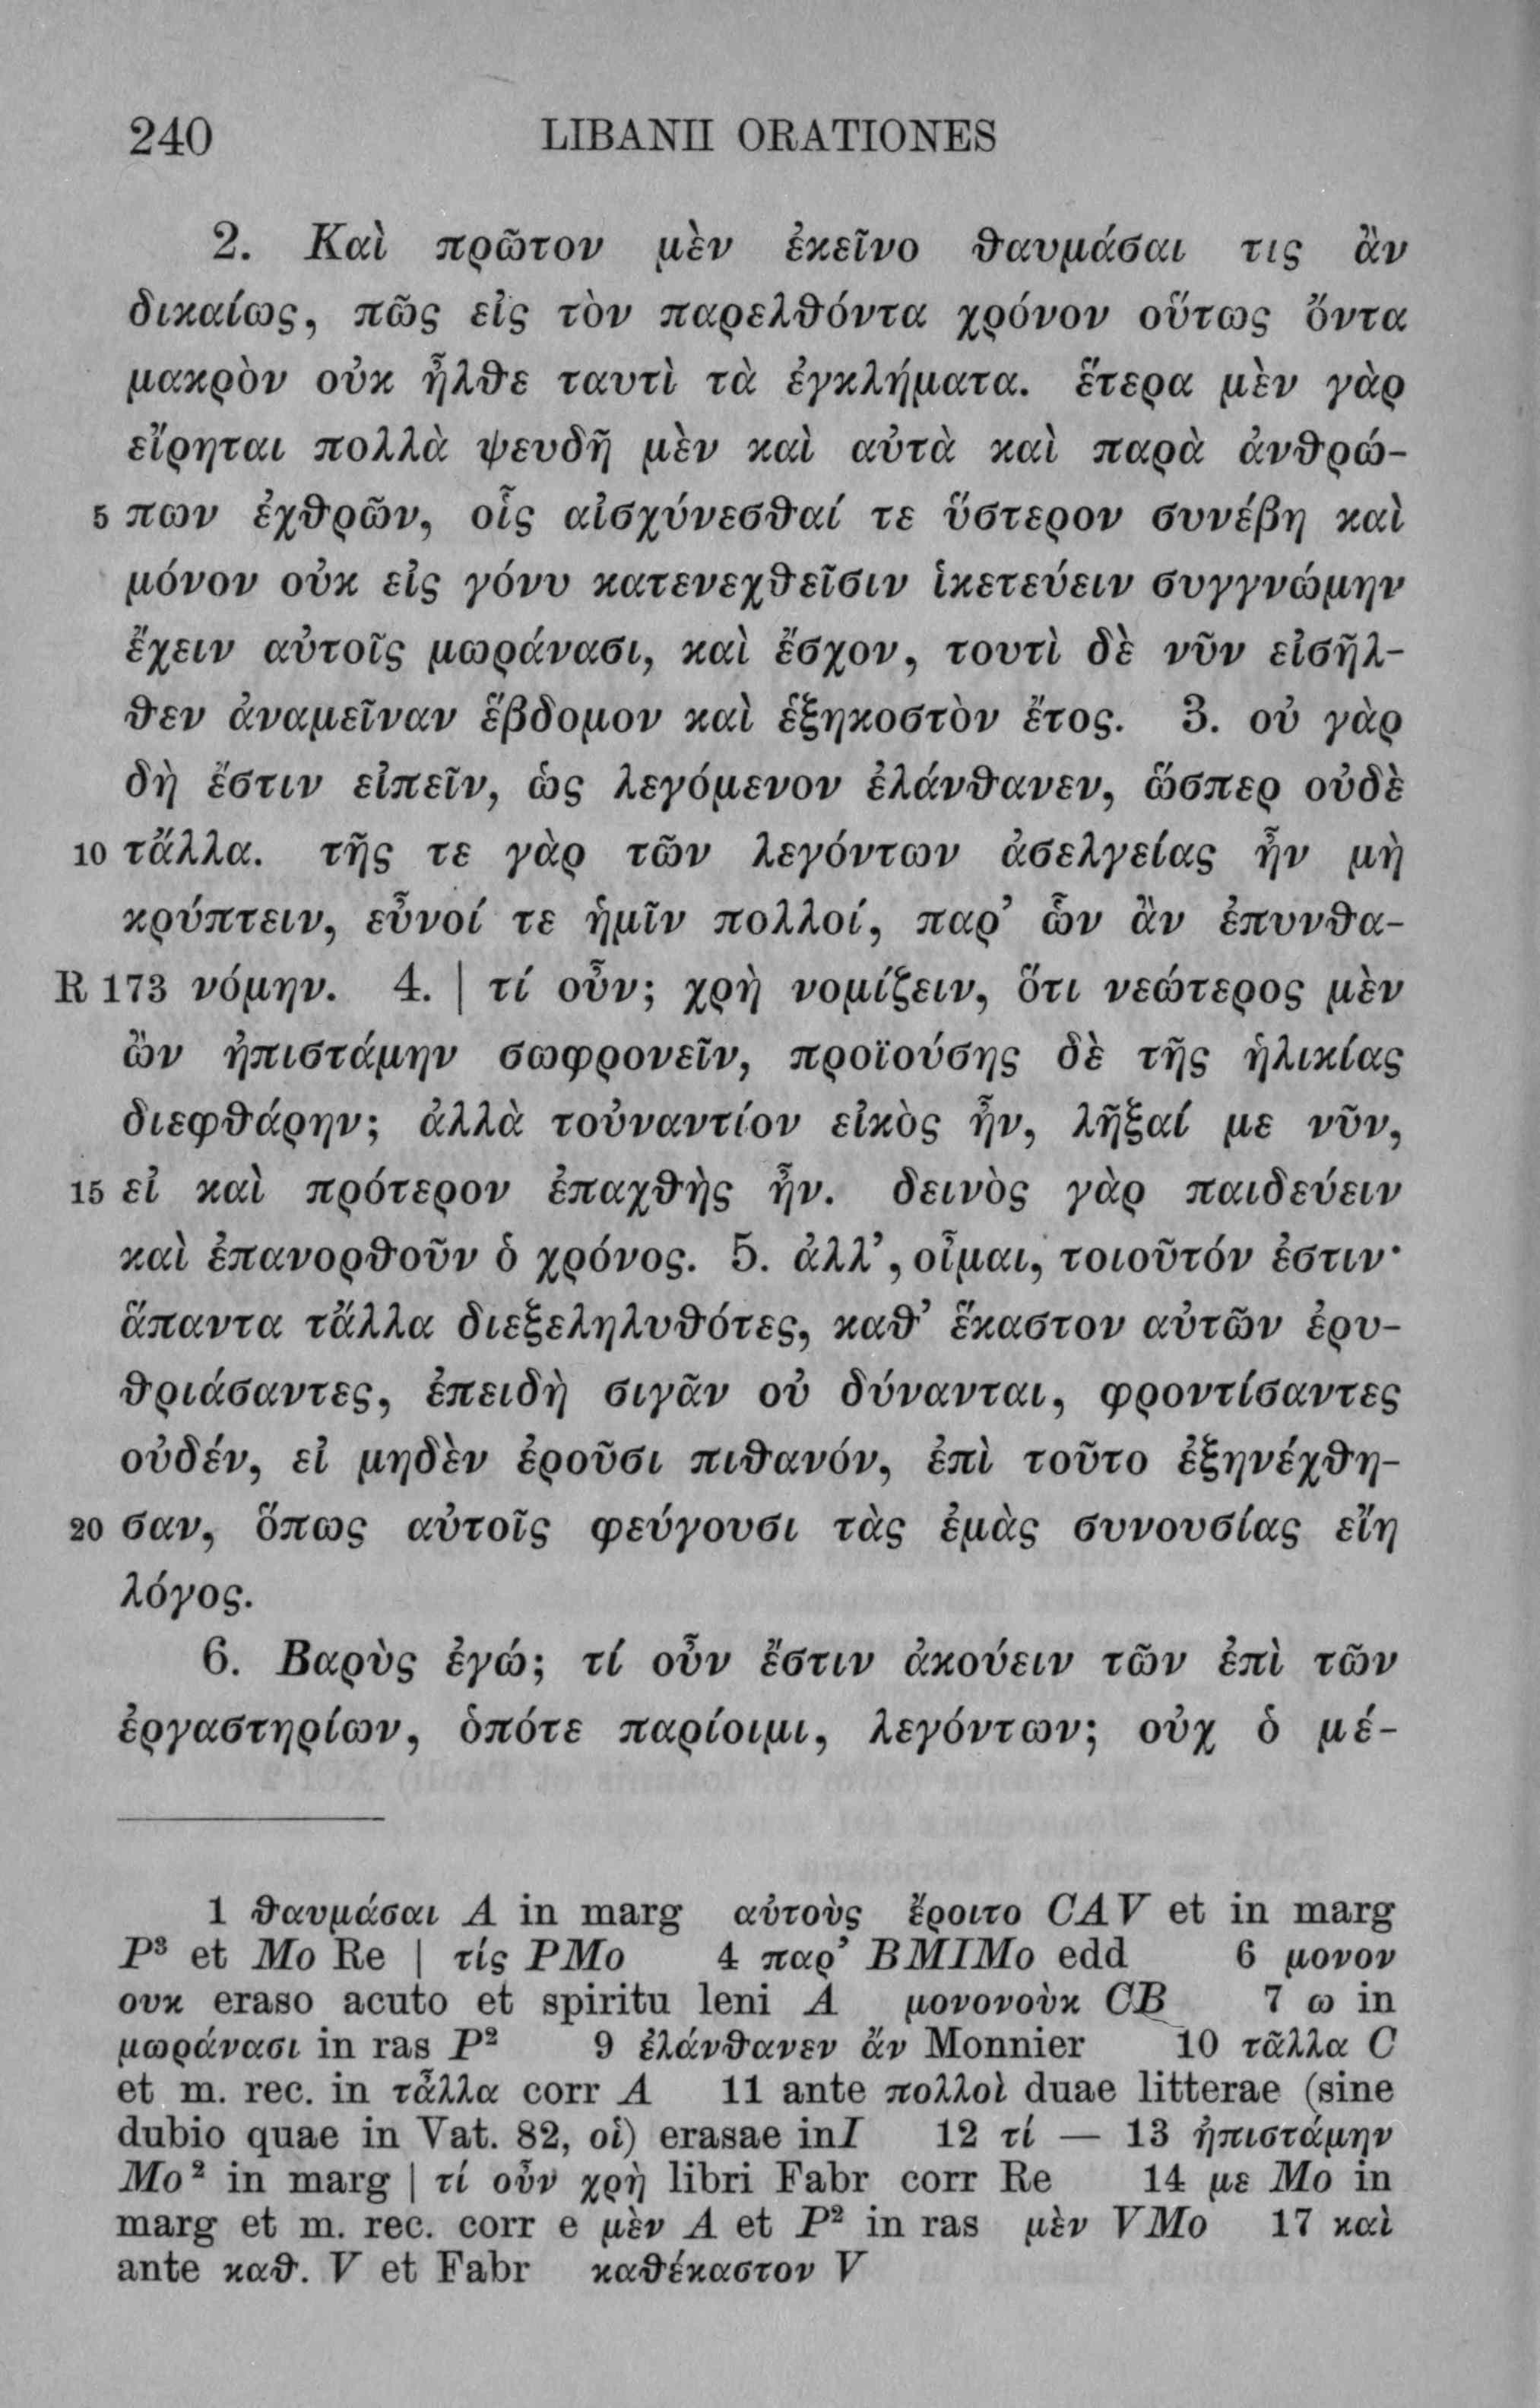 240 LIBANII ORATIONES
2. Καὶ πρῶτον μὲν ἐκεῖνο θαυμάσαι τις ἂν
δικαίως, πῶς εἰς τὸν παρελθόντα χρόνον οὕτως ὄντα
μακρὸν οὐκ ἦλθε ταυτὶ τὰ ἐγκλήματα. ἕτερα μὲν γὰρ
εἴρηται πολλὰ ψευδῆ μὲν καὶ αὐτὰ καὶ παρὰ ἀνθρώ-
5 πων ἐχθρῶν, οἷς αἰσχύνεσθαί τε ὕστερον συνέβη καὶ
μόνον οὐκ εἰς γόνυ κατενεχθεῖσιν ἱκετεύειν συγγνώμην
ἔχειν αὐτοῖς μωράνασι, καὶ ἔσχον, τουτὶ δὲ νῦν εἰσῆλ-
θεν ἀναμεῖναν ἕβδομον καὶ ἑξηκοστὸν ἔτος. 3. οὐ γὰρ
δὴ ἔστιν εἰπεῖν, ὡς λεγόμενον ἐλάνθανεν, ὥσπερ οὐδὲ
10 τἄλλα. τῆς τε γὰρ τῶν λεγόντων ἀσελγείας ἦν μὴ
κρύπτειν, εὖνοί τε ἡμῖν πολλοί, παρ’ ὧν ἂν ἐπυνθα-
R 173 νόμην. 4. | τί οὖν; χρὴ νομίζειν, ὅτι νεώτερος μὲν
ὢν ἠπιστάμην σωφρονεῖν, προϊούσης δὲ τῆς ἡλικίας
διεφθάρην; ἀλλὰ τοὐναντίον εἰκὸς ἦν, λῆξαί με νῦν,
15 εἰ καὶ πρότερον ἐπαχθὴς ἦν. δεινὸς γὰρ παιδεύειν
καὶ ἐπανορθοῦν ὁ χρόνος. 5. ἀλλ’, οἶμαι, τοιοῦτόν ἐστιν·
ἅπαντα τἄλλα διεξεληλυθότες, καθ’ ἕκαστον αὐτῶν ἐρυ-
θριάσαντες, ἐπειδὴ σιγᾶν οὐ δύνανται, φροντίσαντες
οὐδέν, εἰ μηδὲν ἐροῦσι πιθανόν, ἐπὶ τοῦτο ἐξηνέχθη-
20 σαν, ὅπως αὐτοῖς φεύγουσι τὰς ἐμὰς συνουσίας εἴη
λόγος.
6. Βαρὺς ἐγώ; τί οὖν ἔστιν ἀκούειν τῶν ἐπὶ τῶν
ἐργαστηρίων, ὁπότε παρίοιμι, λεγόντων; οὐχ ὁ μέ-
1 θαυμάσαι A in marg αὐτοὺς ἔροιτο CAV et in marg
P³ et Mo Re | τίς PMo 4 παρ’ BMIMo edd 6 μονον
ουκ eraso acuto et spiritu leni A μονονοὺκ CB 7 ω in
μωράνασι in ras P² 9 ἐλάνθανεν ἄν Monnier 10 τᾶλλα C
et m. rec. in τἆλλα corr A 11 ante πολλοὶ duae litterae (sine
dubio quae in Vat. 82, οἱ) erasae inI 12 τί — 13 ἠπιστάμην
Mo² in marg | τί οὖν χρὴ libri Fabr corr Re 14 με Mo in
marg et m. rec. corr e μὲν A et P² in ras μὲν VMo 17 καὶ
ante καθ. V et Fabr καθέκαστον V